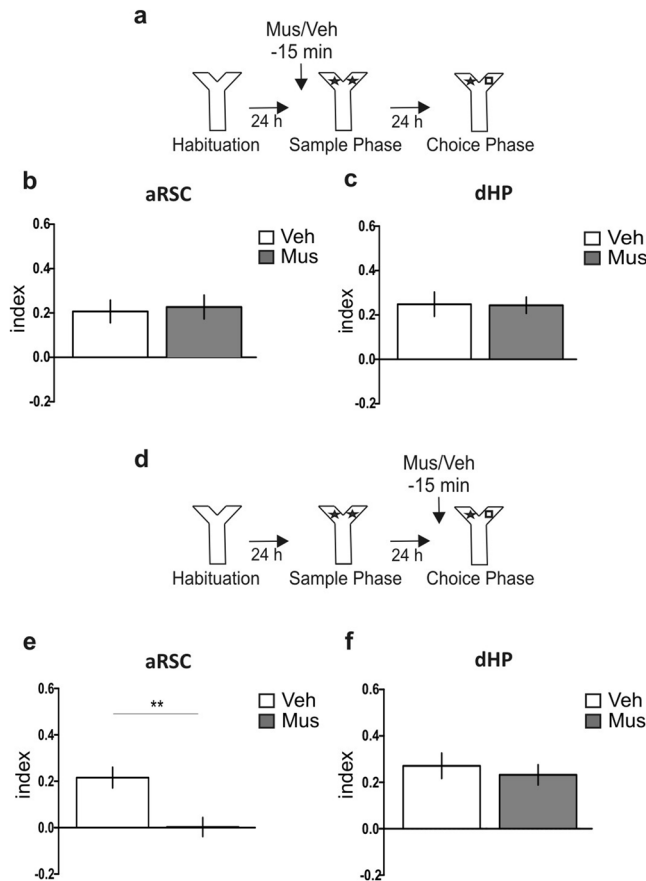 a
Mus/Veh
-15 min
24 h
24 h
Habituation
Sample Phase
Choice Phase
b
aRSC
0.6
0.4
0.2
0.0
-0.2
index
Veh
Mus
c
dHP
0.6
0.4
0.2
0.0
-0.2
index
Veh
Mus
d
Mus/Veh
-15 min
24 h
24 h
Habituation
Sample Phase
Choice Phase
e
aRSC
0.6
0.4
0.2
0.0
-0.2
index
**
Veh
Mus
f
dHP
0.6
0.4
0.2
0.0
-0.2
index
Veh
Mus